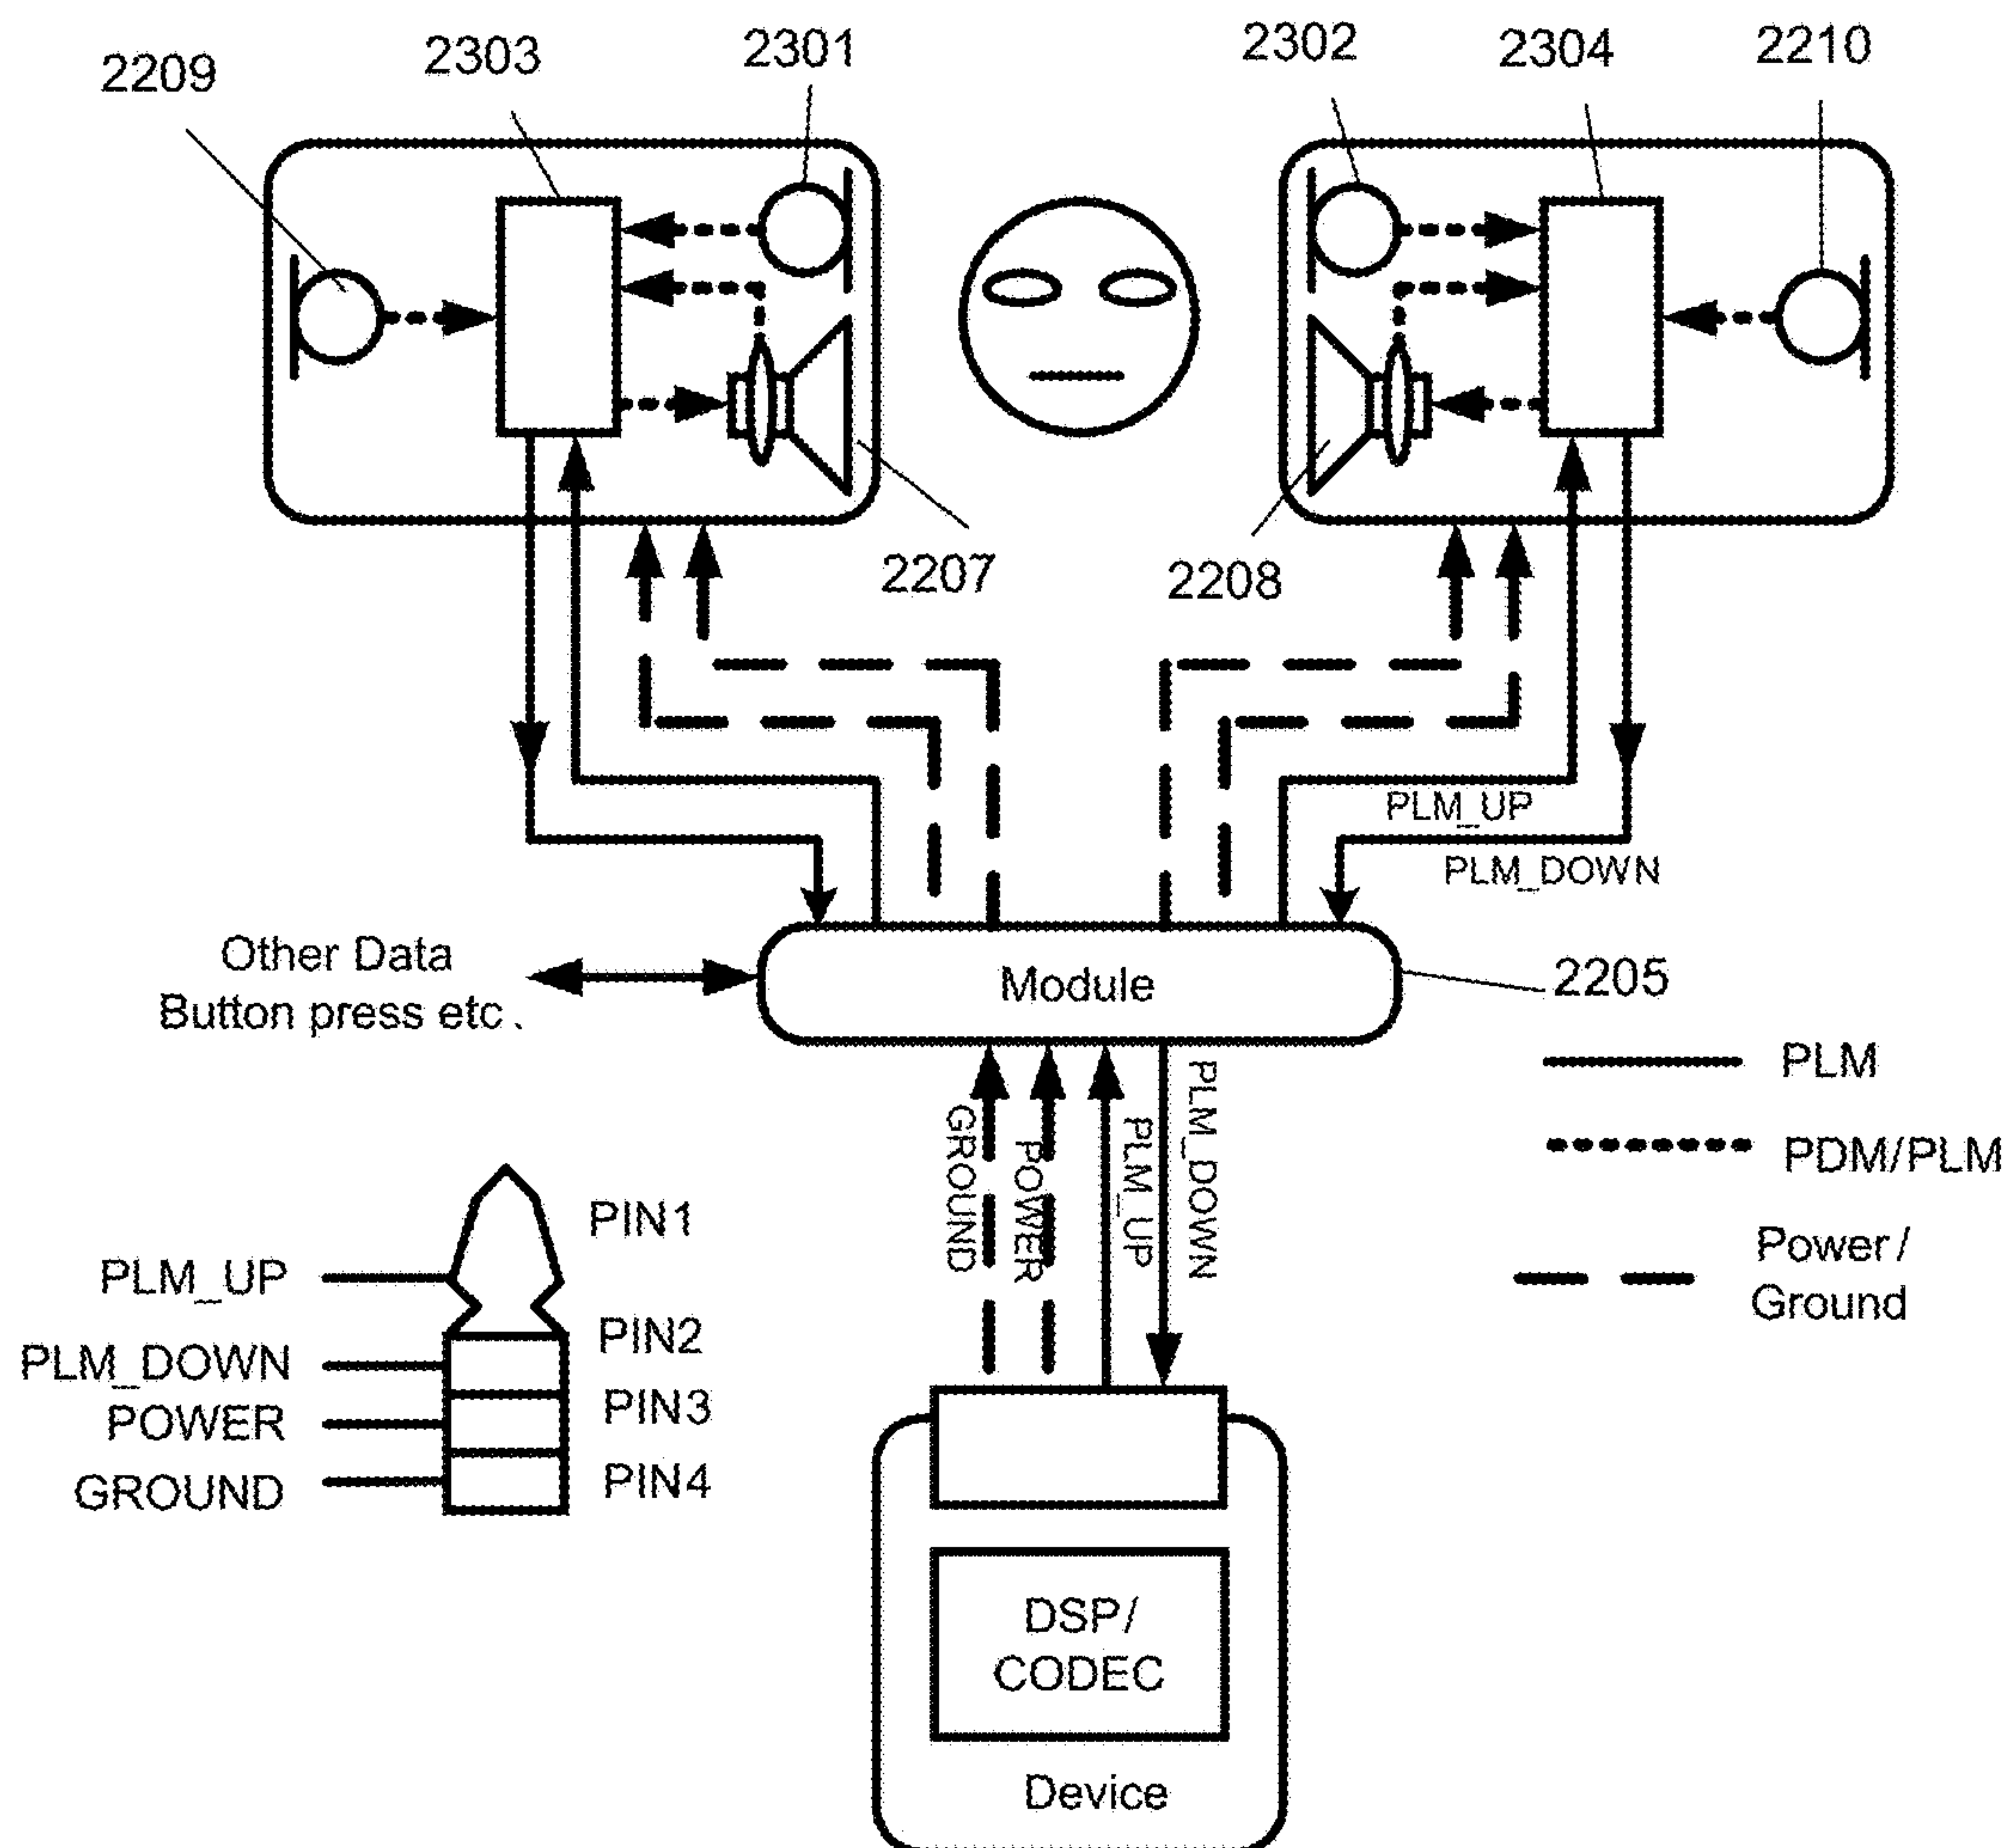 2209
2303
2301
2302
2304
2210
2207
2208
PLM_UP
PLM_DOWN
Other Data
Button press etc.
Module
2205
GROUND
POWER
PLM_UP
PLM_DOWN
PLM
PDM/PLM
Power/
Ground
PIN1
PLM_UP
PIN2
PLM_DOWN
PIN3
POWER
PIN4
GROUND
DSP/
CODEC
Device